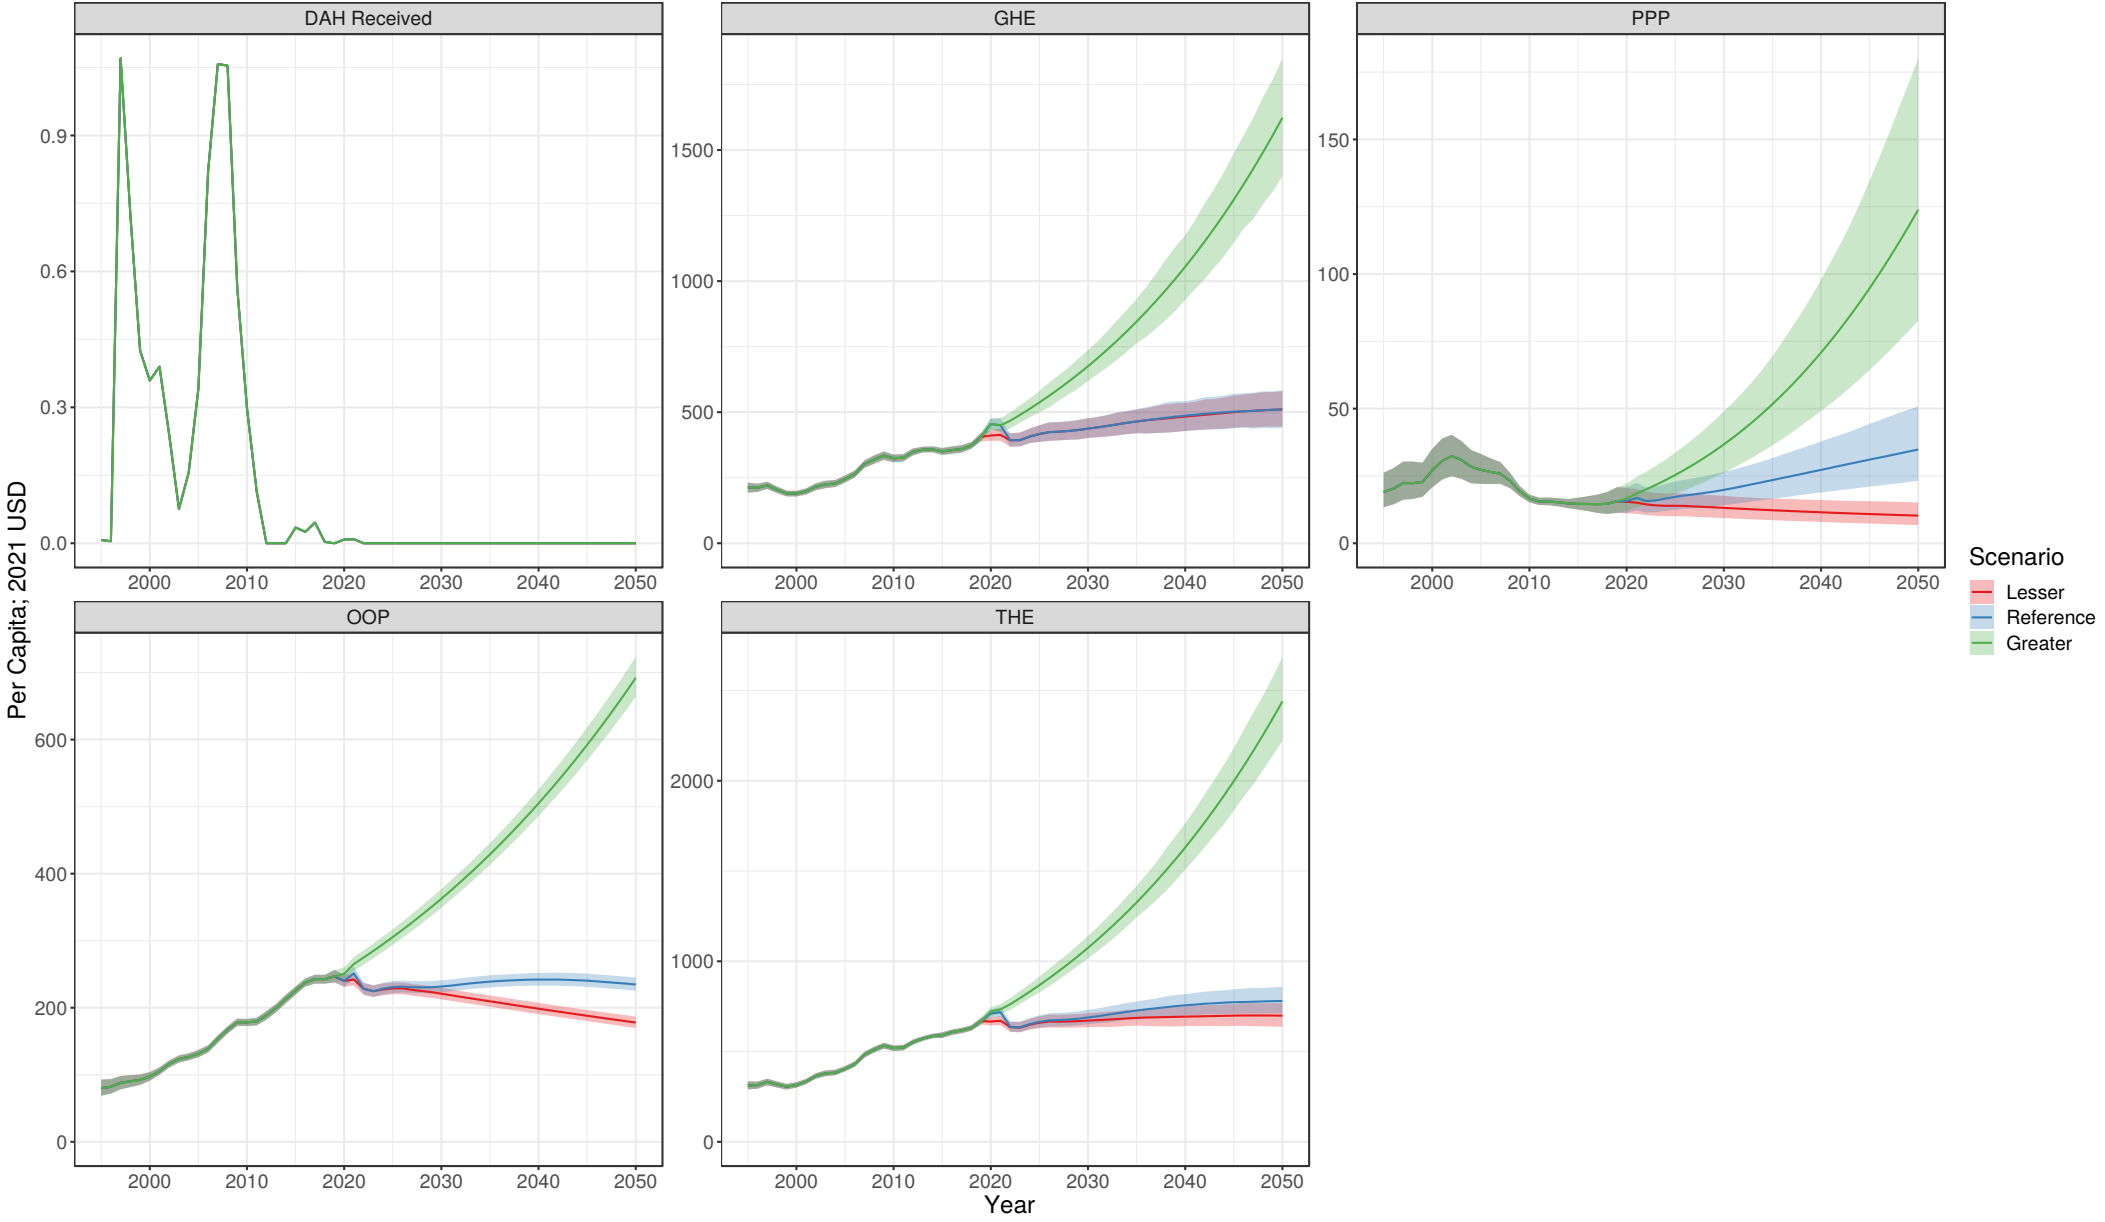 DAH Received
GHE
PPP
0.9
0.6
0.3
0.0
1500
1000
500
0
150
100
50
0
2000 2010 2020 2030 2040 2050
2000 2010 2020 2030 2040 2050
2000 2010 2020 2030 2040 2050
OOP
THE
600
400
200
0
2000
1000
0
2000 2010 2020 2030 2040 2050
2000 2010 2020 2030 2040 2050
Per Capita; 2021 USD
Year
Scenario
Lesser
Reference
Greater